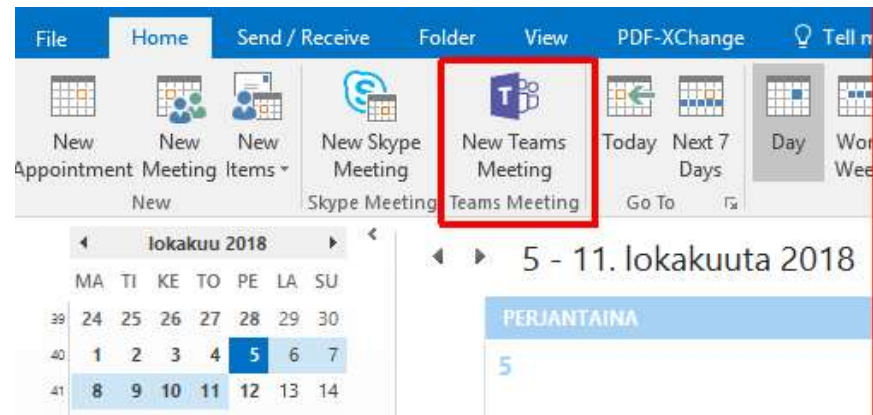 File Home Send / Receive Folder View PDF-XChange Tell
New Appointment New Meeting New Items New Skype Meeting New Teams Meeting Today Next 7 Days Day
New Skype Meeting Teams Meeting Go To
lokakuu 2018
MA TI KE TO PE LA SU
39 24 25 26 27 28 29 30
40 1 2 3 4 5 6 7
41 8 9 10 11 12 13 14
5 - 11. lokakuuta 2018
PERJANTAINA
5